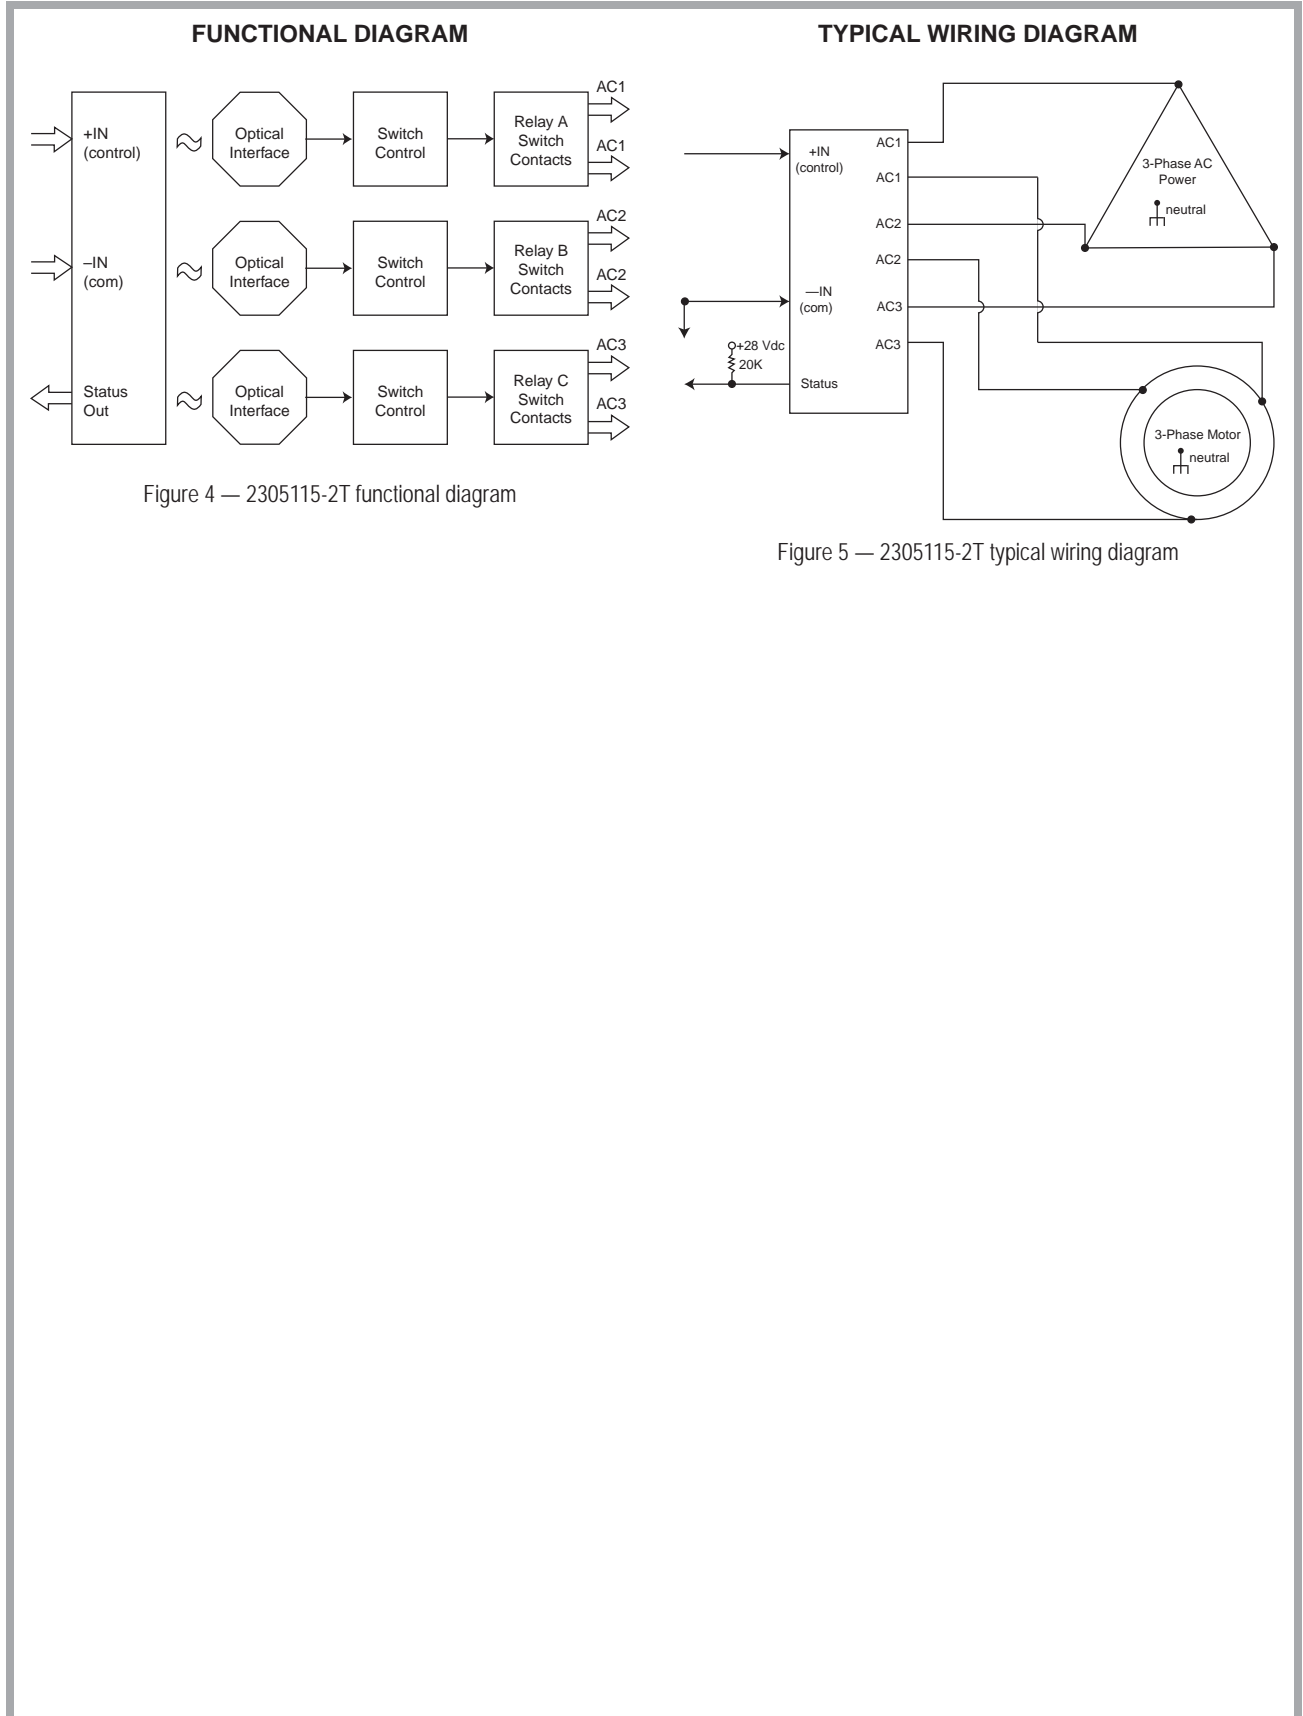 FUNCTIONAL DIAGRAM
+IN
(control)
–IN
(com)
Status
Out
Optical
Interface
Switch
Control
Relay A
Switch
Contacts
AC1
AC1
Optical
Interface
Switch
Control
Relay B
Switch
Contacts
AC2
AC2
Optical
Interface
Switch
Control
Relay C
Switch
Contacts
AC3
AC3
Figure 4 — 2305115-2T functional diagram
TYPICAL WIRING DIAGRAM
+IN
(control)
—IN
(com)
+28 Vdc
20K
Status
AC1
AC1
AC2
AC2
AC3
AC3
3-Phase AC
Power
neutral
3-Phase Motor
neutral
Figure 5 — 2305115-2T typical wiring diagram